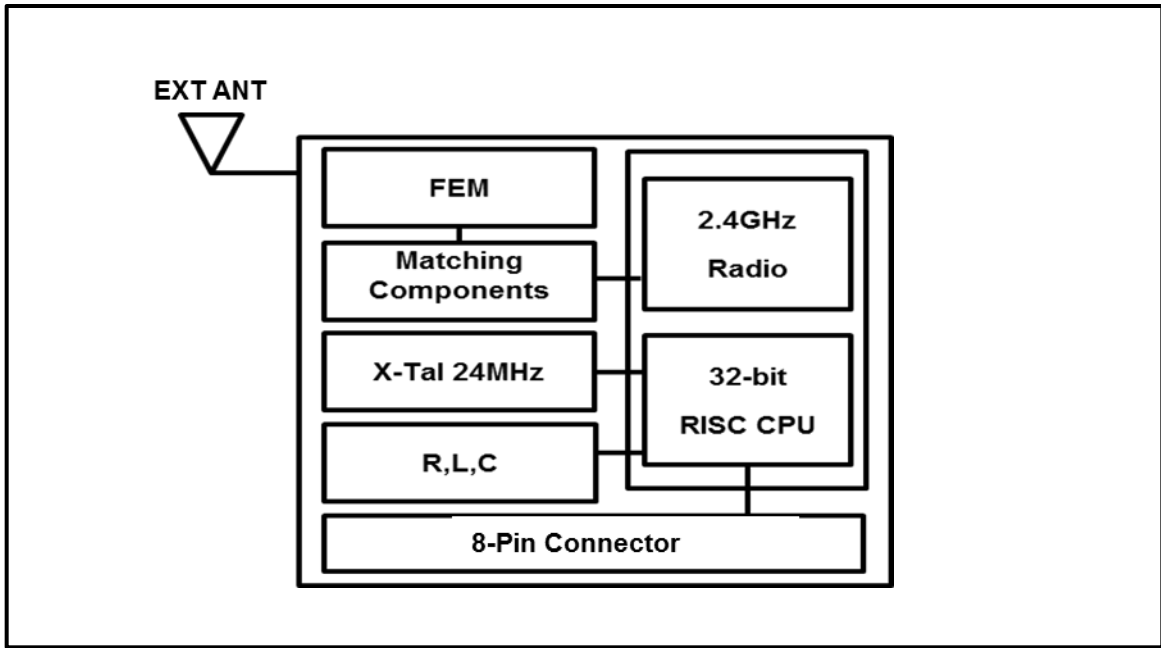 EXT ANT
FEM
Matching
Components
X-Tal 24MHz
R,L,C
2.4GHz
Radio
32-bit
RISC CPU
8-Pin Connector